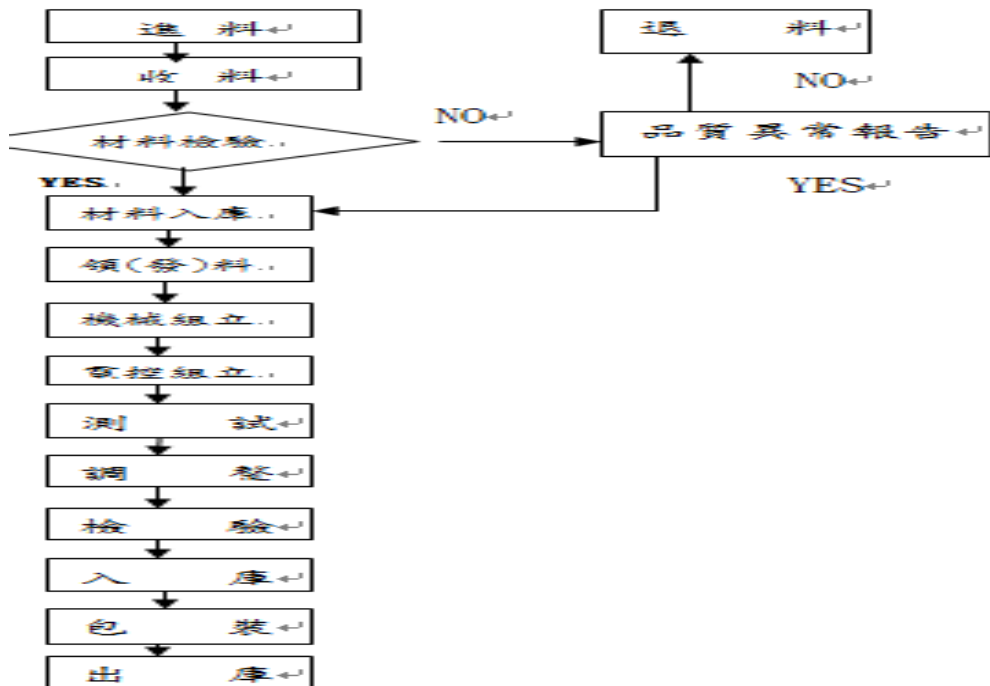 進 料
退 料
收 料
NO
NO
材料檢驗
品質異常報告
YES
YES
材料入庫
領(發)料
機械組立
電控組立
測 試
調 整
檢 驗
入 庫
包 裝
出 庫